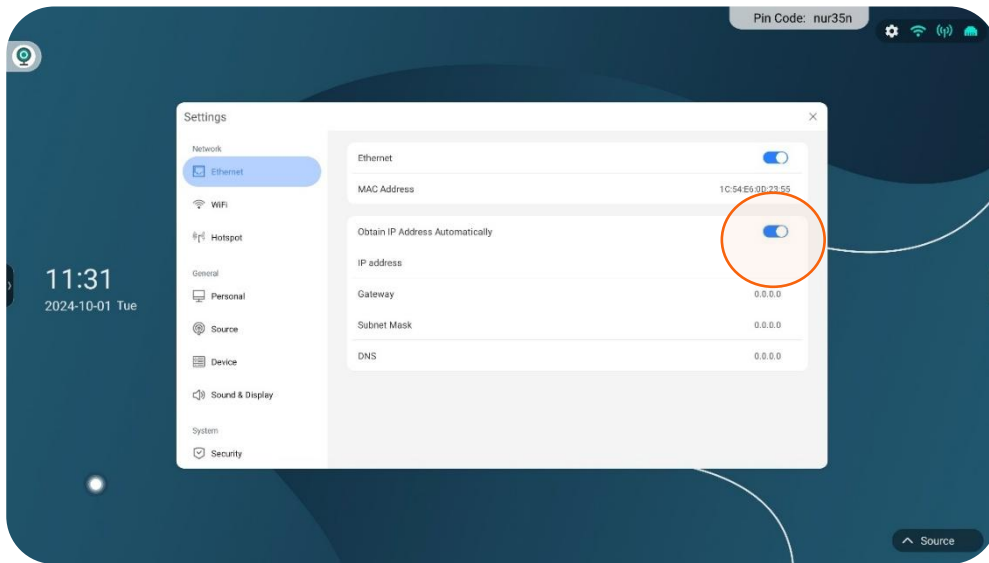 Pin Code: nur35n
Settings
Network
Ethernet
WiFi
Hotspot
General
Personal
Source
Device
Sound & Display
System
Security
Ethernet
MAC Address 1C:54:E6:0D:23:55
Obtain IP Address Automatically
IP address
Gateway 0.0.0.0
Subnet Mask 0.0.0.0
DNS 0.0.0.0
11:31
2024-10-01 Tue
Source